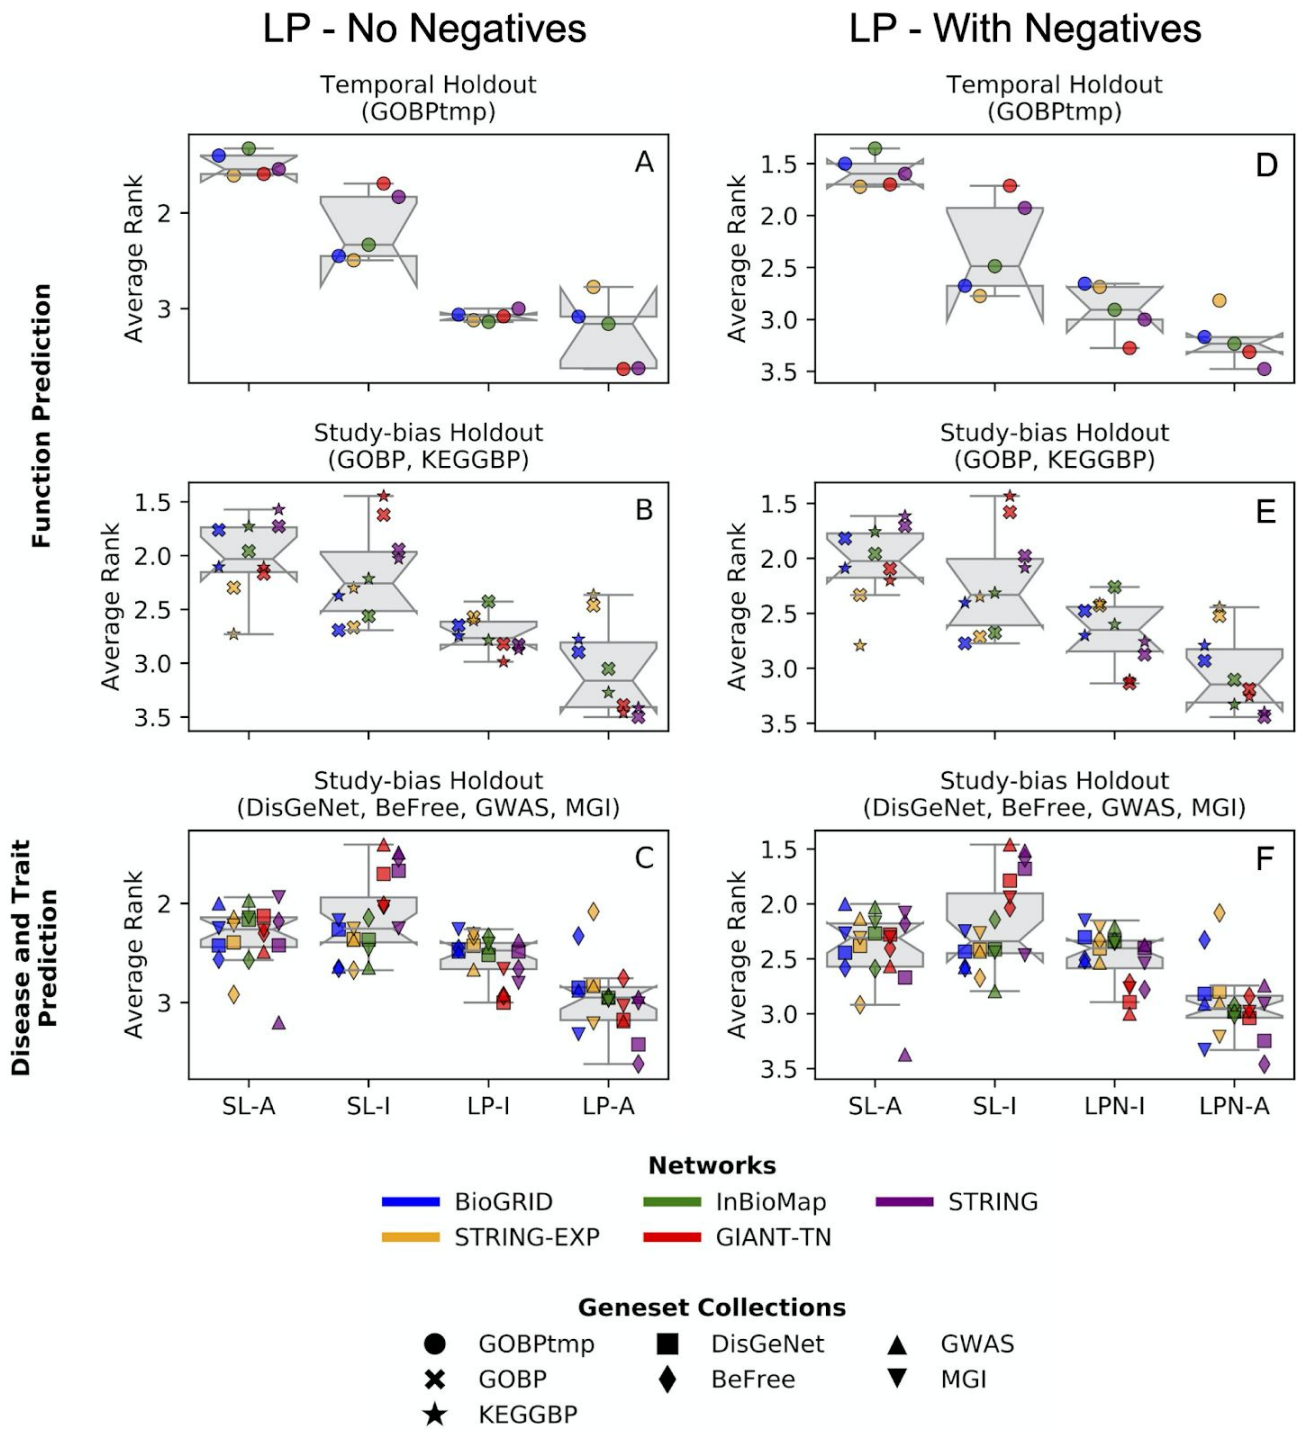 LP - No Negatives
LP - With Negatives
Temporal Holdout
(GOBPtmp)
Temporal Holdout
(GOBPtmp)
A
D
Average Rank
2
3
Average Rank
1.5
2.0
2.5
3.0
3.5
Function Prediction
Study-bias Holdout
(GOBP, KEGGBP)
Study-bias Holdout
(GOBP, KEGGBP)
B
E
Average Rank
1.5
2.0
2.5
3.0
3.5
Average Rank
1.5
2.0
2.5
3.0
3.5
Study-bias Holdout
(DisGeNet, BeFree, GWAS, MGI)
Study-bias Holdout
(DisGeNet, BeFree, GWAS, MGI)
Disease and Trait
Prediction
C
F
Average Rank
2
3
Average Rank
1.5
2.0
2.5
3.0
3.5
SL-A SL-I LP-I LP-A
SL-A SL-I LPN-I LPN-A
Networks
BioGRID InBioMap STRING
STRING-EXP GIANT-TN
Geneset Collections
GOBPtmp DisGeNet GWAS
GOBP BeFree MGI
KEGGBP